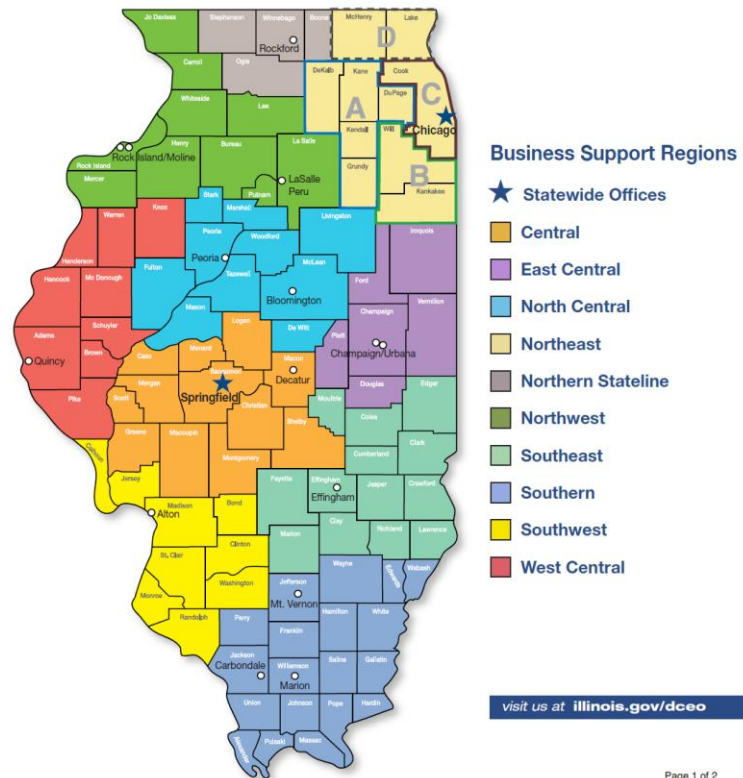 Jo Daviess
Stephenson
Winnebago
Boone
McHenry
Lake
Rockford
D
Carroll
Ogle
DeKalb
Kane
Cook
A
C
Whiteside
Lee
DuPage
Chicago
Kendall
Will
Rock Island
Rock Island/Moline
Henry
Bureau
La Salle
LaSalle
Peru
Grundy
B
Mercer
Putnam
Kankakee
Stark
Marshall
Livingston
Iroquois
Henderson
Warren
Knox
Peoria
Peoria
Woodford
Ford
Hancock
Mc Donough
Fulton
Tazewell
McLean
Bloomington
Champaign
Vermilion
Mason
Logan
De Witt
Piatt
Champaign/Urbana
Adams
Quincy
Schuyler
Brown
Cass
Menard
Macon
Decatur
Douglas
Edgar
Pike
Scott
Morgan
Sangamon
Springfield
Christian
Moultrie
Coles
Shelby
Greene
Macoupin
Montgomery
Cumberland
Clark
Calhoun
Jersey
Fayette
Effingham
Effingham
Jasper
Crawford
Madison
Bond
Alton
Clay
Richland
Lawrence
St. Clair
Clinton
Marion
Monroe
Washington
Jefferson
Mt. Vernon
Wayne
Edwards
Wabash
Randolph
Perry
Hamilton
White
Franklin
Jackson
Carbondale
Williamson
Marion
Saline
Gallatin
Union
Johnson
Pope
Hardin
Alexander
Pulaski
Massac
Business Support Regions
Statewide Offices
Central
East Central
North Central
Northeast
Northern Stateline
Northwest
Southeast
Southern
Southwest
West Central
visit us at illinois.gov/dceo
Page 1 of 2